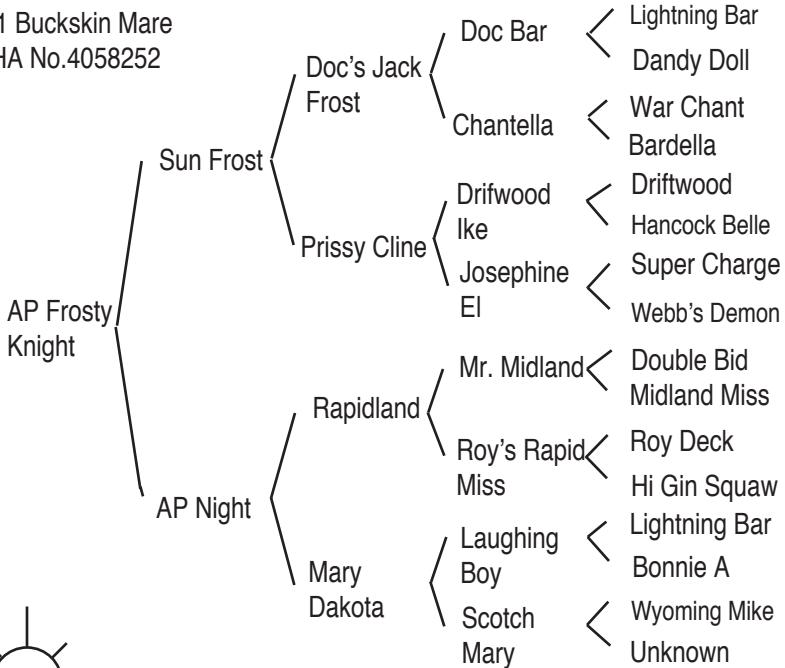 1 Buckskin Mare
HA No.4058252
AP Frosty
Knight
Sun Frost
AP Night
Doc's Jack
Frost
Prissy Cline
Rapidland
Mary
Dakota
Doc Bar
Chantella
Drifwood
Ike
Josephine
El
Mr. Midland
Roy's Rapid
Miss
Laughing
Boy
Scotch
Mary
Lightning Bar
Dandy Doll
War Chant
Bardella
Driftwood
Hancock Belle
Super Charge
Webb's Demon
Double Bid
Midland Miss
Roy Deck
Hi Gin Squaw
Lightning Bar
Bonnie A
Wyoming Mike
Unknown